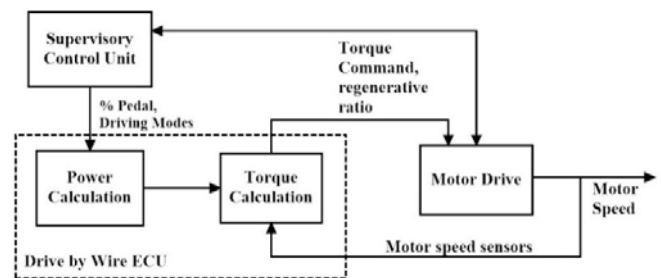 Supervisory
Control Unit
Torque
Command,
regenerative
ratio
% Pedal,
Driving Modes
Power
Calculation
Torque
Calculation
Motor Drive
Motor
Speed
Motor speed sensors
Drive by Wire ECU